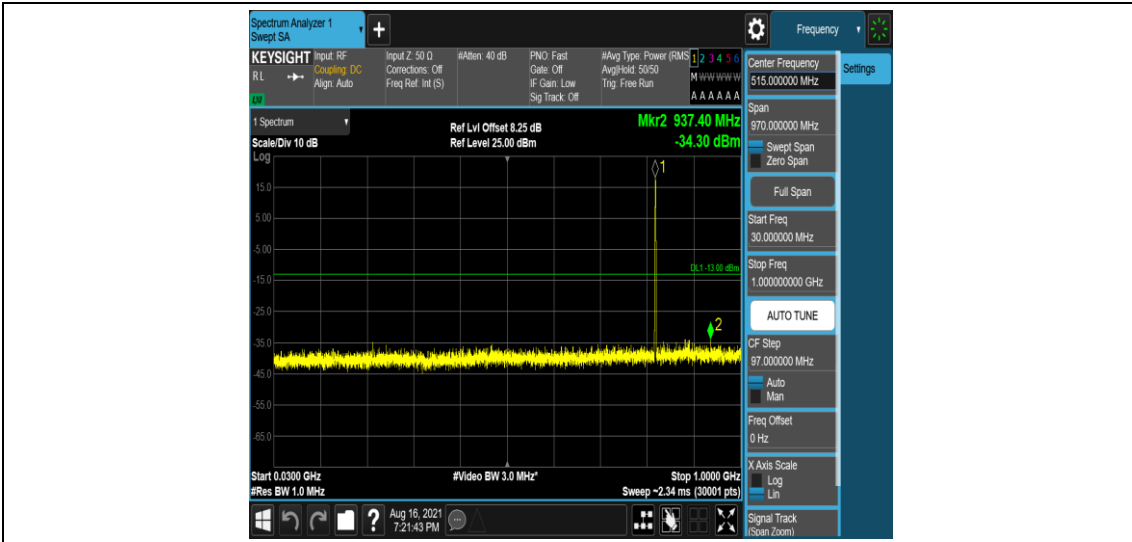 Spectrum Analyzer 1
Swept SA
+
Frequency
KEYSIGHT
RL
LXI
Input: RF
Coupling: DC
Align: Auto
Input Z: 50 Ω
Corrections: Off
Freq Ref: Int (S)
#Atten: 40 dB
PNO: Fast
Gate: Off
IF Gain: Low
Sig Track: Off
#Avg Type: Power (RMS
Avg|Hold: 50/50
Trig: Free Run
1 2 3 4 5 6
M W W W W W
A A A A A A
1 Spectrum
Scale/Div 10 dB
Ref Lvl Offset 8.25 dB
Ref Level 25.00 dBm
Mkr2 937.40 MHz
-34.30 dBm
Log
1
15.0
5.00
-5.00
DL1 -13.00 dBm
-15.0
-25.0
2
-35.0
-45.0
-55.0
-65.0
Start 0.0300 GHz
#Video BW 3.0 MHz*
Stop 1.0000 GHz
#Res BW 1.0 MHz
Sweep ~2.34 ms (30001 pts)
Center Frequency
515.000000 MHz
Settings
Span
970.000000 MHz
Swept Span
Zero Span
Full Span
Start Freq
30.000000 MHz
Stop Freq
1.000000000 GHz
AUTO TUNE
CF Step
97.000000 MHz
Auto
Man
Freq Offset
0 Hz
X Axis Scale
Log
Lin
Signal Track
(Span Zoom)
?
Aug 16, 2021
7:21:43 PM